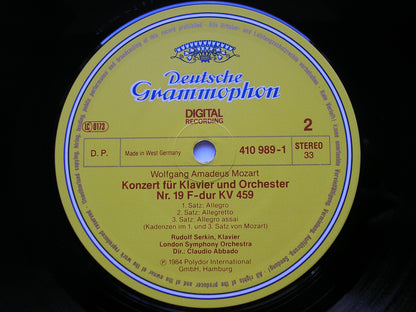 Deutsche
Grammophon
DIGITAL
RECORDING
LC 0173
2
D. P.
Made in West Germany
410 989-1
STEREO
33
Wolfgang Amadeus Mozart
Konzert für Klavier und Orchester
Nr. 19 F-dur KV 459
1. Satz: Allegro
2. Satz: Allegretto
3. Satz: Allegro assai
(Kadenzen im 1. und 3. Satz von Mozart)
Rudolf Serkin, Klavier
London Symphony Orchestra
Dir.: Claudio Abbado
℗ 1984 Polydor International
GmbH, Hamburg